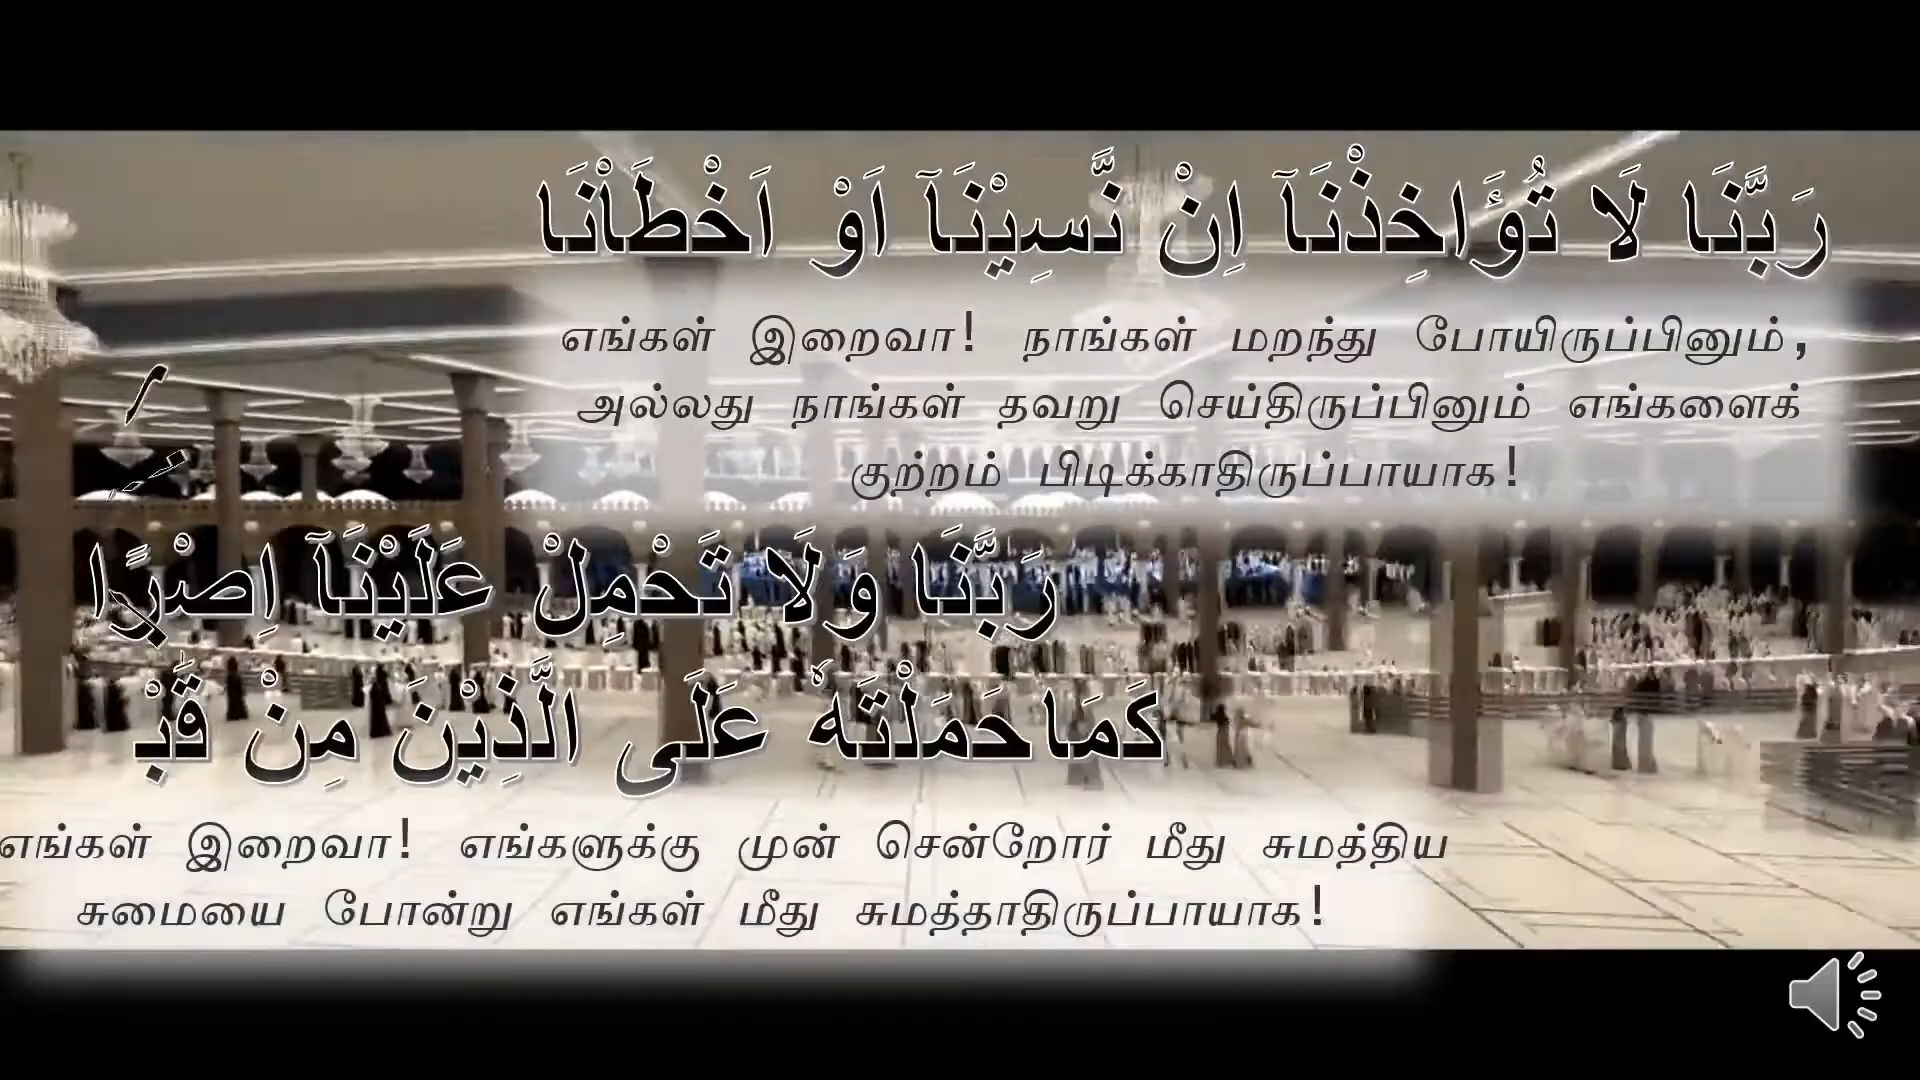 رَبَّنَا لَا تُؤَاخِذْنَآ اِنْ نَّسِيْنَآ اَوْ اَخْطَاْنَا
எங்கள் இறைவா! நாங்கள் மறந்து போயிருப்பினும்,
அல்லது நாங்கள் தவறு செய்திருப்பினும் எங்களைக்
குற்றம் பிடிக்காதிருப்பாயாக!
رَبَّنَا وَلَا تَحْمِلْ عَلَيْنَآ اِصْرًا
كَمَا حَمَلْتَهٗ عَلَى الَّذِيْنَ مِنْ
எங்கள் இறைவா! எங்களுக்கு முன் சென்றோர் மீது சுமத்திய
சுமையை போன்று எங்கள் மீது சுமத்தாதிருப்பாயாக!